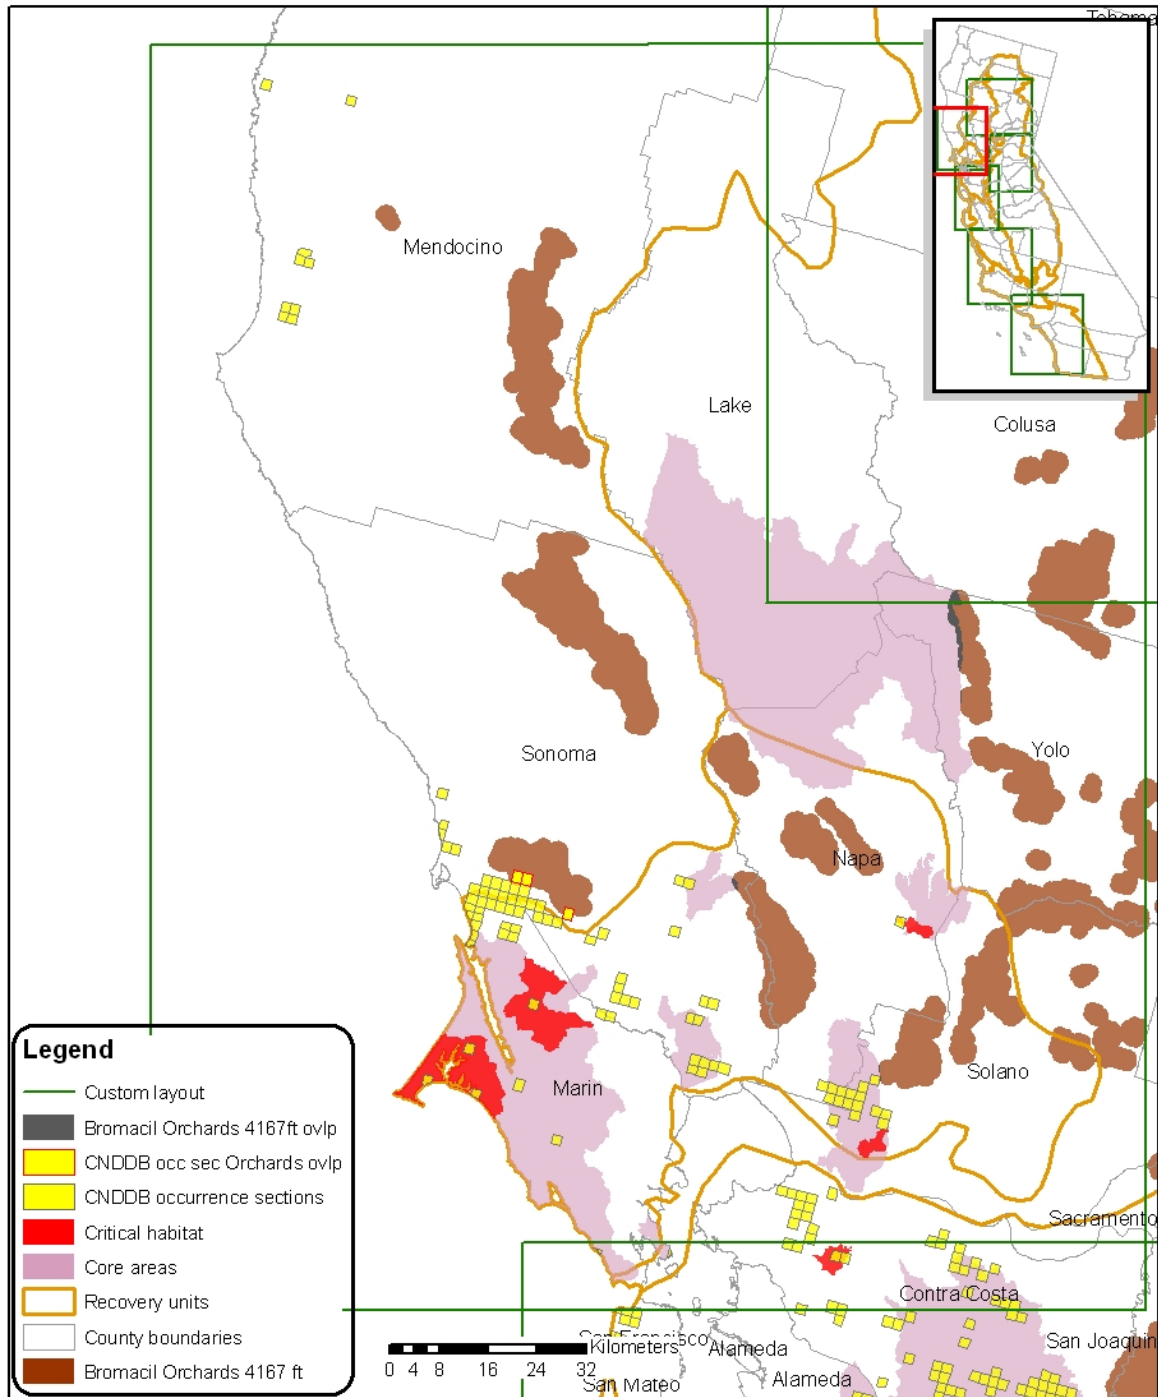 Tehama
Mendocino
Lake
Colusa
Sonoma
Yolo
Napa
Marin
Solano
Sacramento
Contra Costa
San Joaquin
San Francisco
Alameda
Alameda
San Mateo
Legend
Custom layout
Bromacil Orchards 4167ft ovlp
CNDDB occ sec Orchards ovlp
CNDDB occurrence sections
Critical habitat
Core areas
Recovery units
County boundaries
Bromacil Orchards 4167 ft
Kilometers
0 4 8 16 24 32